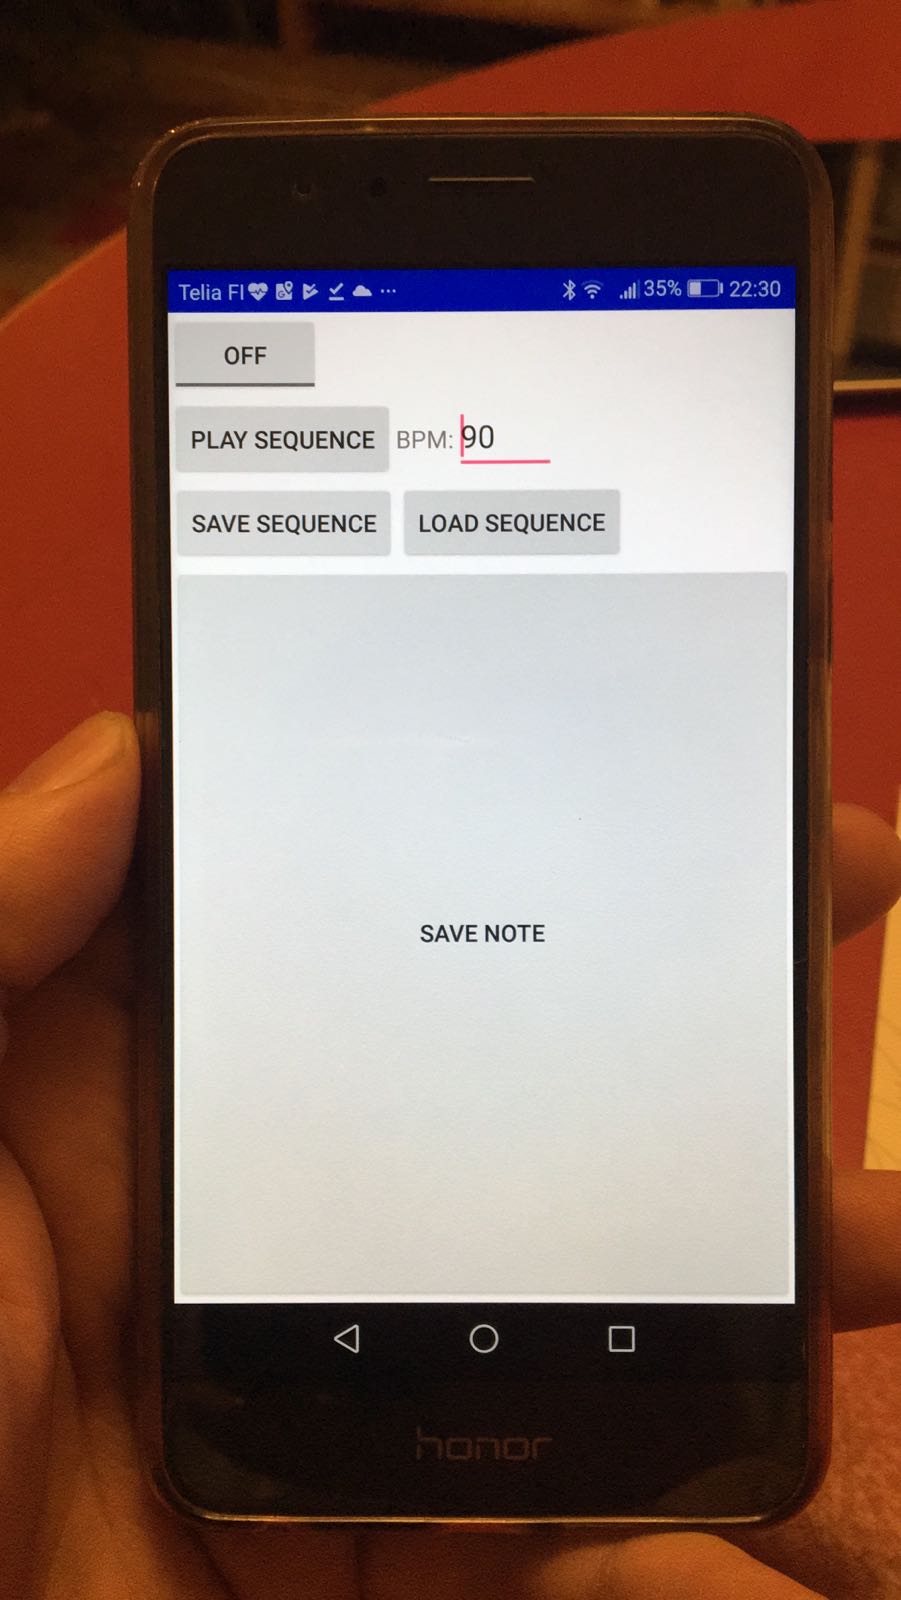 Telia FI 35% 22:30
OFF
PLAY SEQUENCE BPM: 90
SAVE SEQUENCE LOAD SEQUENCE
SAVE NOTE
honor